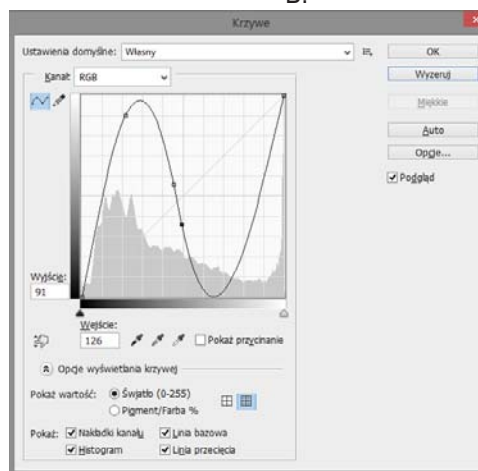 B.
Krzywe
Ustawienia domyślne: Własny
OK
Kanał: RGB
Wyzeruj
Miękkie
Auto
Opcje...
Podgląd
Wyjście:
91
Wejście:
126
Pokaż przycinanie
Opcje wyświetlania krzywej
Pokaż wartość: Światło (0-255)
Pigment/Farba %
Pokaż: Nakładki kanału Linia bazowa
Histogram Linia przecięcia